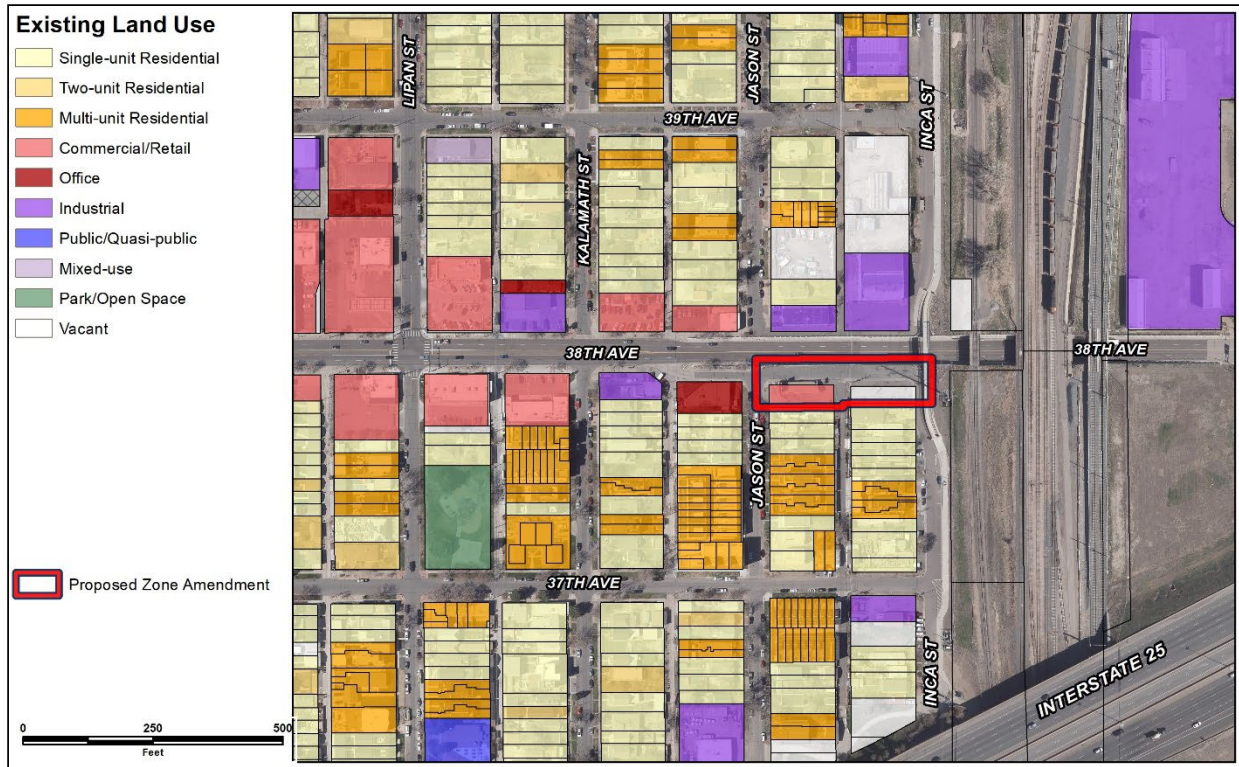 Existing Land Use
Single-unit Residential
Two-unit Residential
Multi-unit Residential
Commercial/Retail
Office
Industrial
Public/Quasi-public
Mixed-use
Park/Open Space
Vacant
Proposed Zone Amendment
0 250 500
Feet
LIPAN ST
JASON ST
39TH AVE
INCA ST
KALAMATH ST
38TH AVE
38TH AVE
JASON ST
37TH AVE
INCA ST
INTERSTATE 25